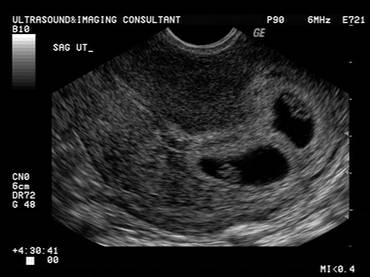 ULTRASOUND&IMAGING CONSULTANT P90 6MHz E721
B10
GE
SAG UT_
CN0
6cm
DR72
G 48
+4:30:41
00
MI<0.4